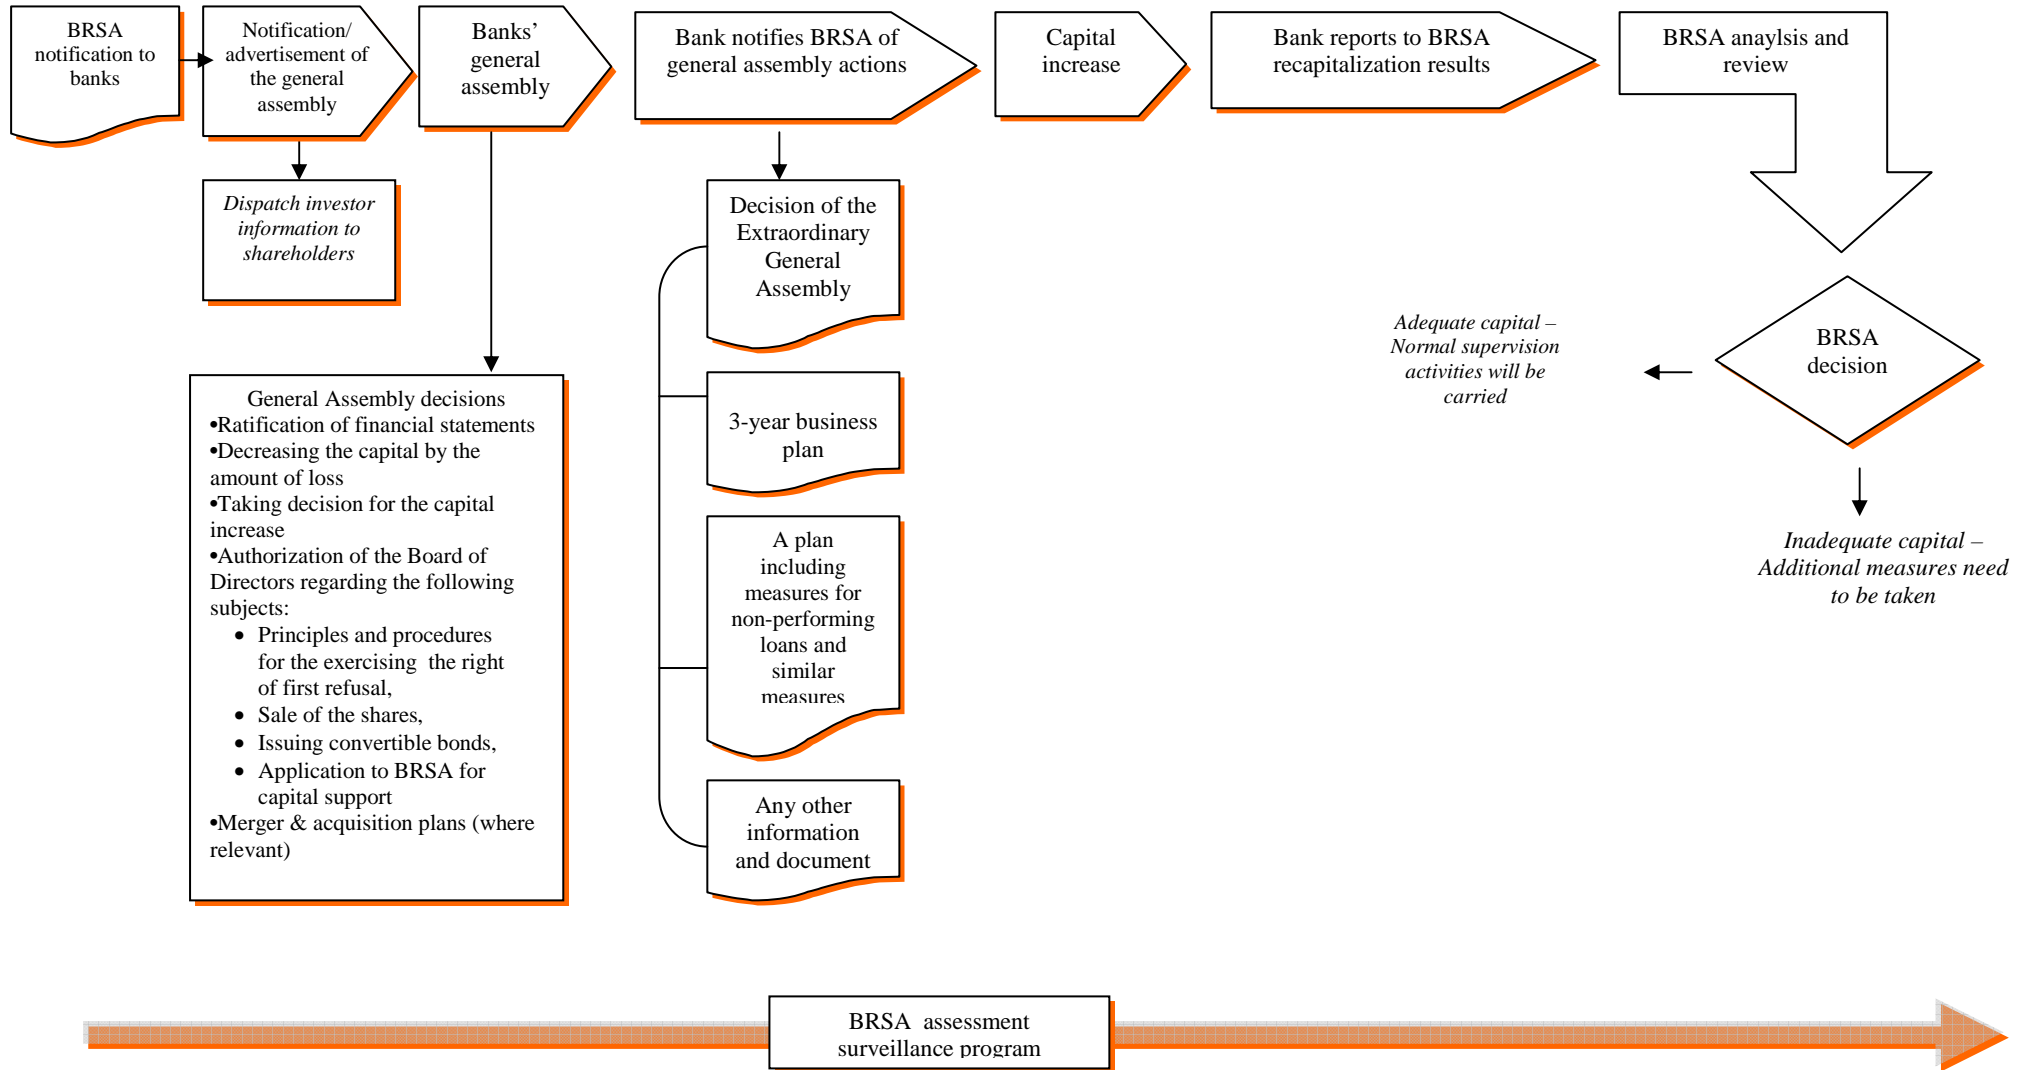 BRSA
notification to
banks
Notification/
advertisement of
the general
assembly
Banks’
general
assembly
Bank notifies BRSA of
general assembly actions
Capital
increase
Bank reports to BRSA
recapitalization results
BRSA anaylsis and
review
Dispatch investor
information to
shareholders
General Assembly decisions
•Ratification of financial statements
•Decreasing the capital by the
amount of loss
•Taking decision for the capital
increase
•Authorization of the Board of
Directors regarding the following
subjects:
• Principles and procedures
for the exercising the right
of first refusal,
• Sale of the shares,
• Issuing convertible bonds,
• Application to BRSA for
capital support
•Merger & acquisition plans (where
relevant)
Decision of the
Extraordinary
General
Assembly
3-year business
plan
A plan
including
measures for
non-performing
loans and
similar
measures
Any other
information
and document
Adequate capital –
Normal supervision
activities will be
carried
BRSA
decision
Inadequate capital –
Additional measures need
to be taken
BRSA assessment
surveillance program